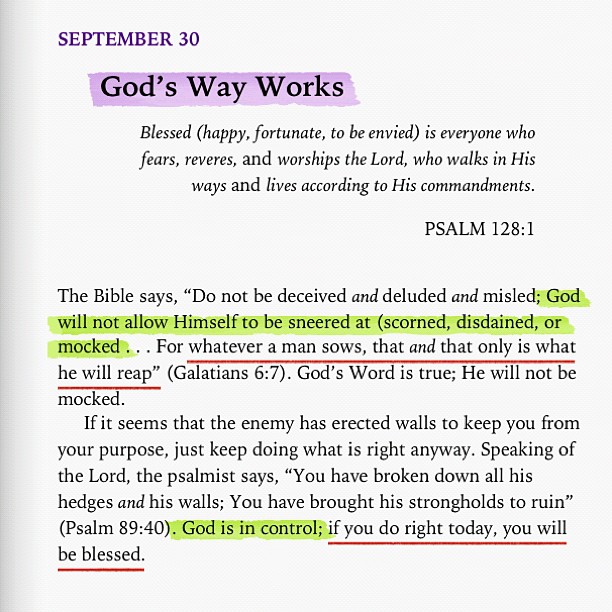 SEPTEMBER 30
God's Way Works
Blessed (happy, fortunate, to be envied) is everyone who
fears, reveres, and worships the Lord, who walks in His
ways and lives according to His commandments.
PSALM 128:1
The Bible says, “Do not be deceived and deluded and misled; God
will not allow Himself to be sneered at (scorned, disdained, or
mocked . . . For whatever a man sows, that and that only is what
he will reap” (Galatians 6:7). God’s Word is true; He will not be
mocked.
If it seems that the enemy has erected walls to keep you from
your purpose, just keep doing what is right anyway. Speaking of
the Lord, the psalmist says, “You have broken down all his
hedges and his walls; You have brought his strongholds to ruin”
(Psalm 89:40). God is in control; if you do right today, you will
be blessed.